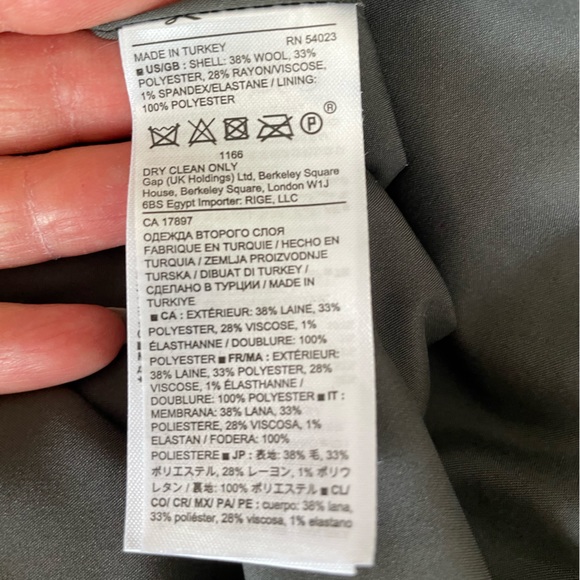 MADE IN TURKEY RN 54023
■ US/GB : SHELL: 38% WOOL, 33%
POLYESTER, 28% RAYON/VISCOSE,
1% SPANDEX/ELASTANE / LINING:
100% POLYESTER
P ®
1166
DRY CLEAN ONLY
Gap (UK Holdings) Ltd, Berkeley Square
House, Berkeley Square, London W1J
6BS Egypt Importer: RIGE, LLC
CA 17897
ОДЕЖДА ВТОРОГО СЛОЯ
FABRIQUE EN TURQUIE / HECHO EN
TURQUIA / ZEMLJA PROIZVODNJE
TURSKA / DIBUAT DI TURKEY /
СДЕЛАНО В ТУРЦИИ / MADE IN
TURKIYE
■ CA : EXTÉRIEUR: 38% LAINE, 33%
POLYESTER, 28% VISCOSE, 1%
ÉLASTHANNE / DOUBLURE: 100%
POLYESTER ■ FR/MA : EXTÉRIEUR:
38% LAINE, 33% POLYESTER, 28%
VISCOSE, 1% ÉLASTHANNE /
DOUBLURE: 100% POLYESTER ■ IT :
MEMBRANA: 38% LANA, 33%
POLIESTERE, 28% VISCOSA, 1%
ELASTAN / FODERA: 100%
POLIESTERE ■ JP : 表地: 38% 毛, 33%
ポリエステル, 28% レーヨン, 1% ポリウ
レタン / 裏地: 100% ポリエステル ■ CL/
CO/ CR/ MX/ PA/ PE : cuerpo: 38% lana,
33% poliéster, 28% viscosa, 1% elastano